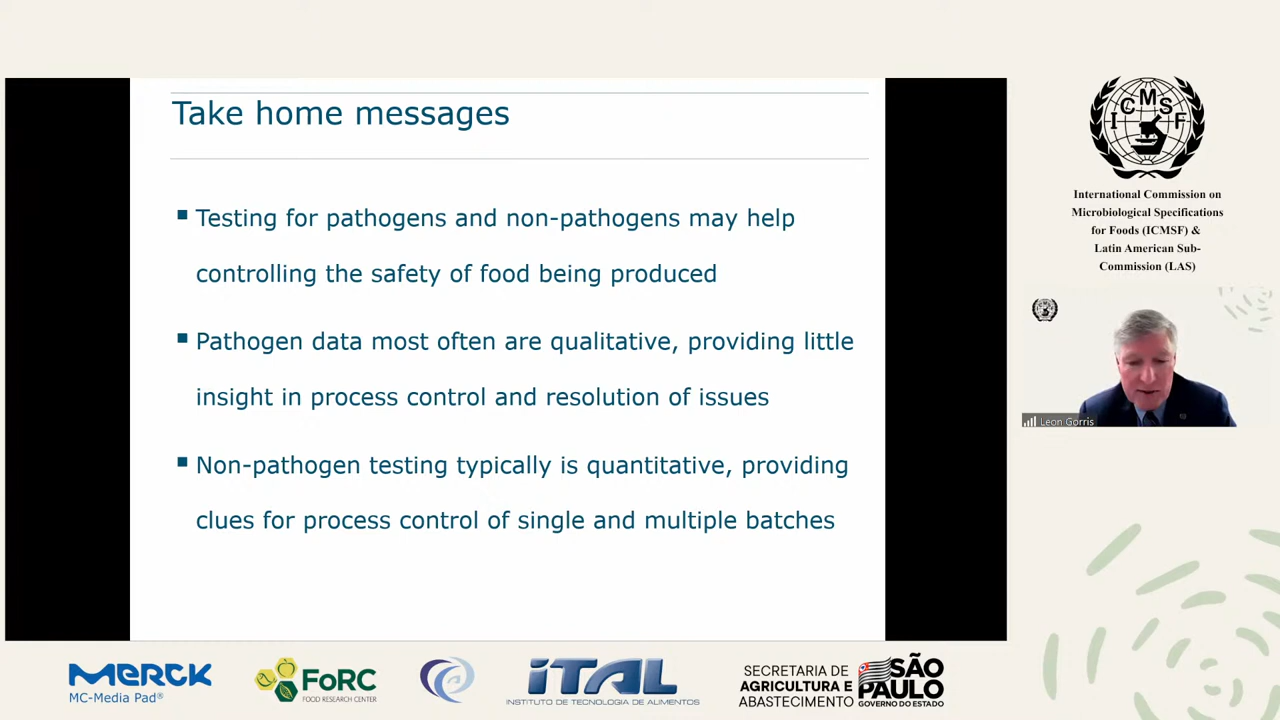 Take home messages
Testing for pathogens and non-pathogens may help
controlling the safety of food being produced
Pathogen data most often are qualitative, providing little
insight in process control and resolution of issues
Non-pathogen testing typically is quantitative, providing
clues for process control of single and multiple batches
ICMSF
International Commission on
Microbiological Specifications
for Foods (ICMSF) &
Latin American Sub-
Commission (LAS)
Leon Gorris
MERCK
MC-Media Pad®
FoRC
FOOD RESEARCH CENTER
iTAL
INSTITUTO DE TECNOLOGIA DE ALIMENTOS
SECRETARIA DE
AGRICULTURA E
ABASTECIMENTO
SÃO
PAULO
GOVERNO DO ESTADO